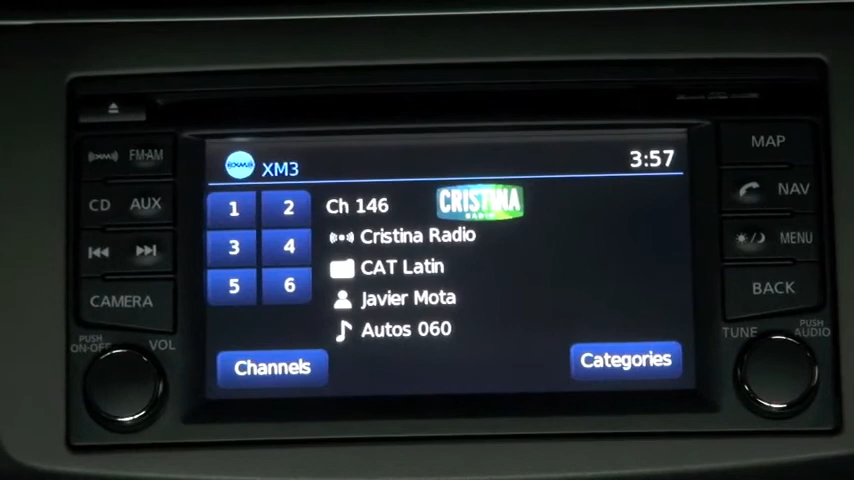 XM3
3:57
1 2
3 4
5 6
Ch 146
CRISTINA
RADIO
Cristina Radio
CAT Latin
Javier Mota
Autos 060
Channels
Categories
XM FM·AM
CD AUX
CAMERA
PUSH
ON·OFF
VOL
MAP
NAV
MENU
BACK
TUNE
PUSH
AUDIO